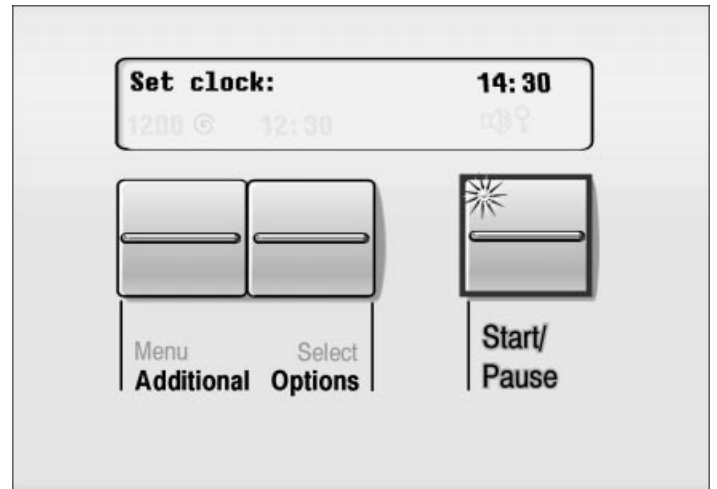 Set clock: 14:30
1200 12:30
Menu Select
Additional Options
Start/
Pause